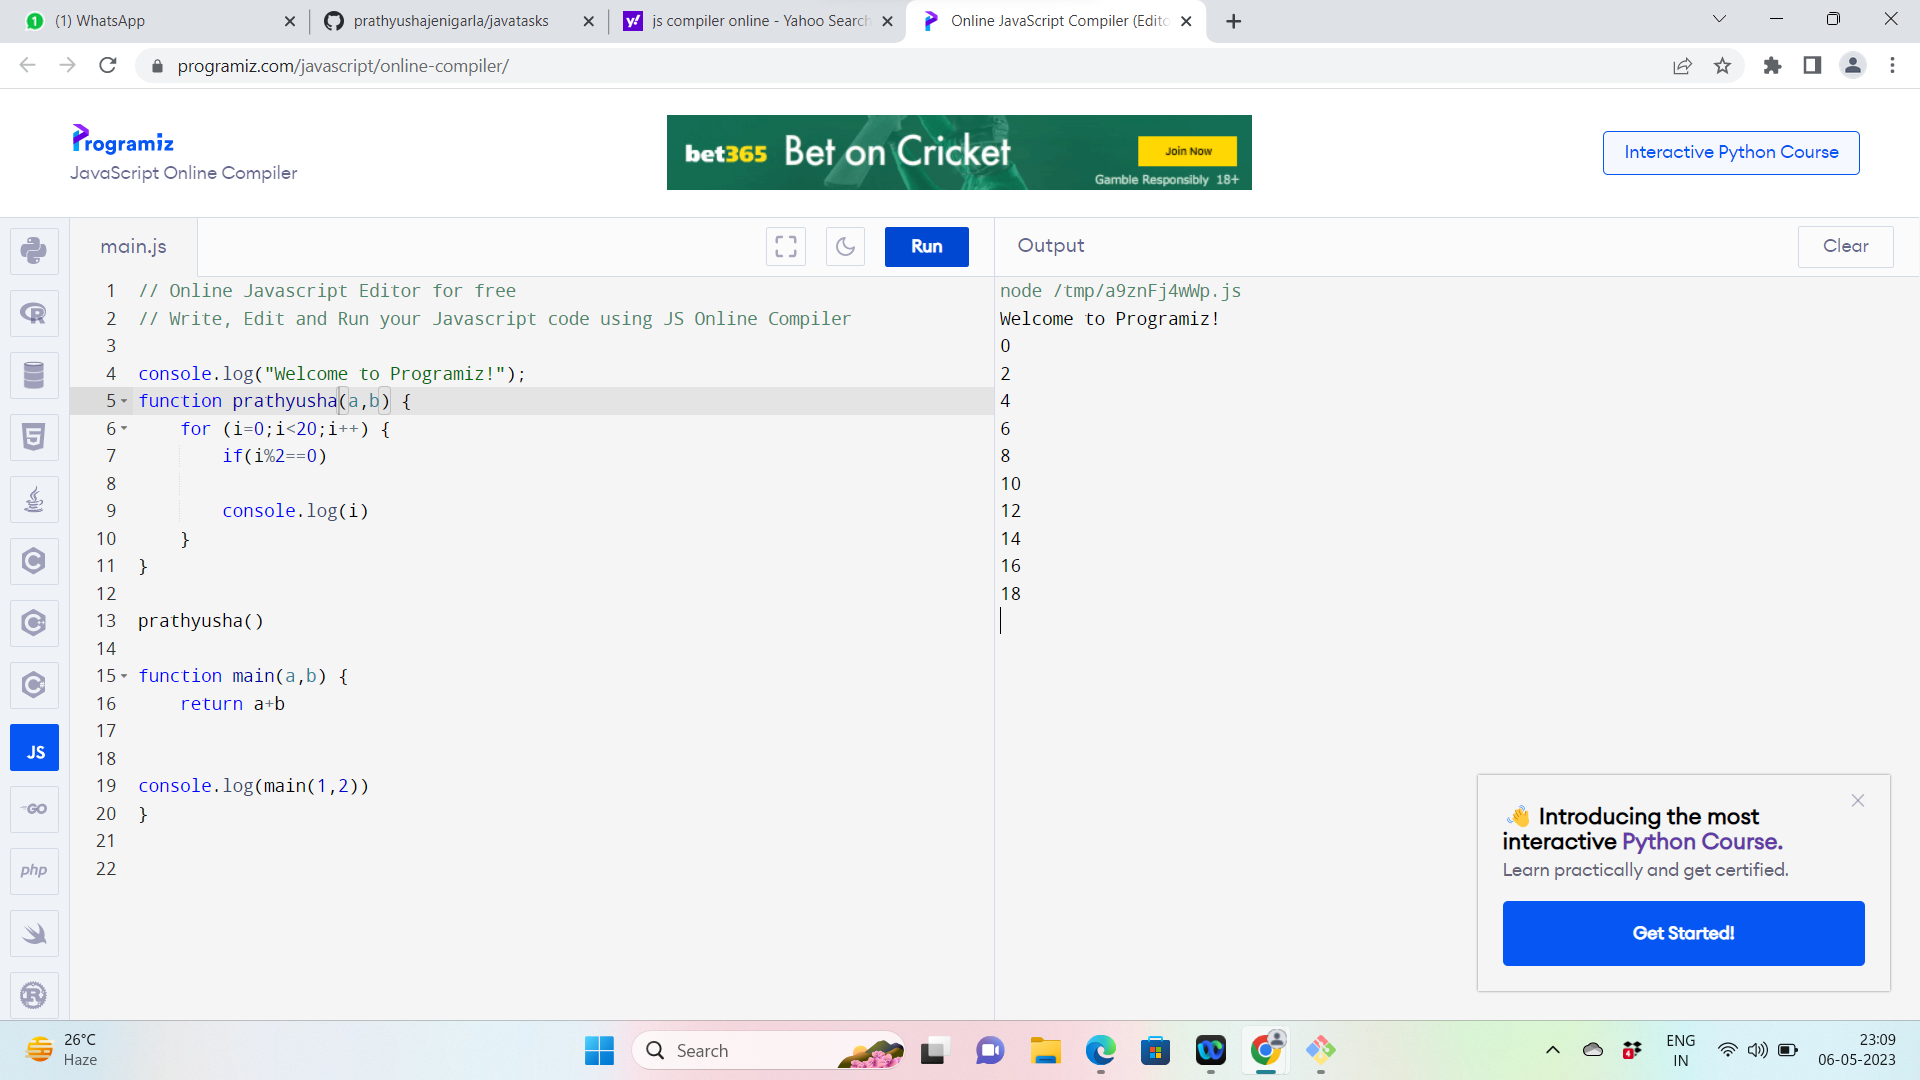 (1) WhatsApp
prathyushajenigarla/javatasks
js compiler online - Yahoo Search
Online JavaScript Compiler (Edito
programiz.com/javascript/online-compiler/
Programiz
JavaScript Online Compiler
bet365 Bet on Cricket
Join Now
Gamble Responsibly 18+
Interactive Python Course
main.js
Run
Output
Clear
1 // Online Javascript Editor for free
2 // Write, Edit and Run your Javascript code using JS Online Compiler
3
4 console.log("Welcome to Programiz!");
5 function prathyusha(a,b) {
6 for (i=0;i<20;i++) {
7 if(i%2==0)
8
9 console.log(i)
10 }
11 }
12
13 prathyusha()
14
15 function main(a,b) {
16 return a+b
17
18
19 console.log(main(1,2))
20 }
21
22
node /tmp/a9znFj4wWp.js
Welcome to Programiz!
0
2
4
6
8
10
12
14
16
18
R
5
C
C
C
JS
GO
php
R
👋 Introducing the most
interactive Python Course.
Learn practically and get certified.
Get Started!
26°C
Haze
Search
4
ENG
IN
23:09
06-05-2023